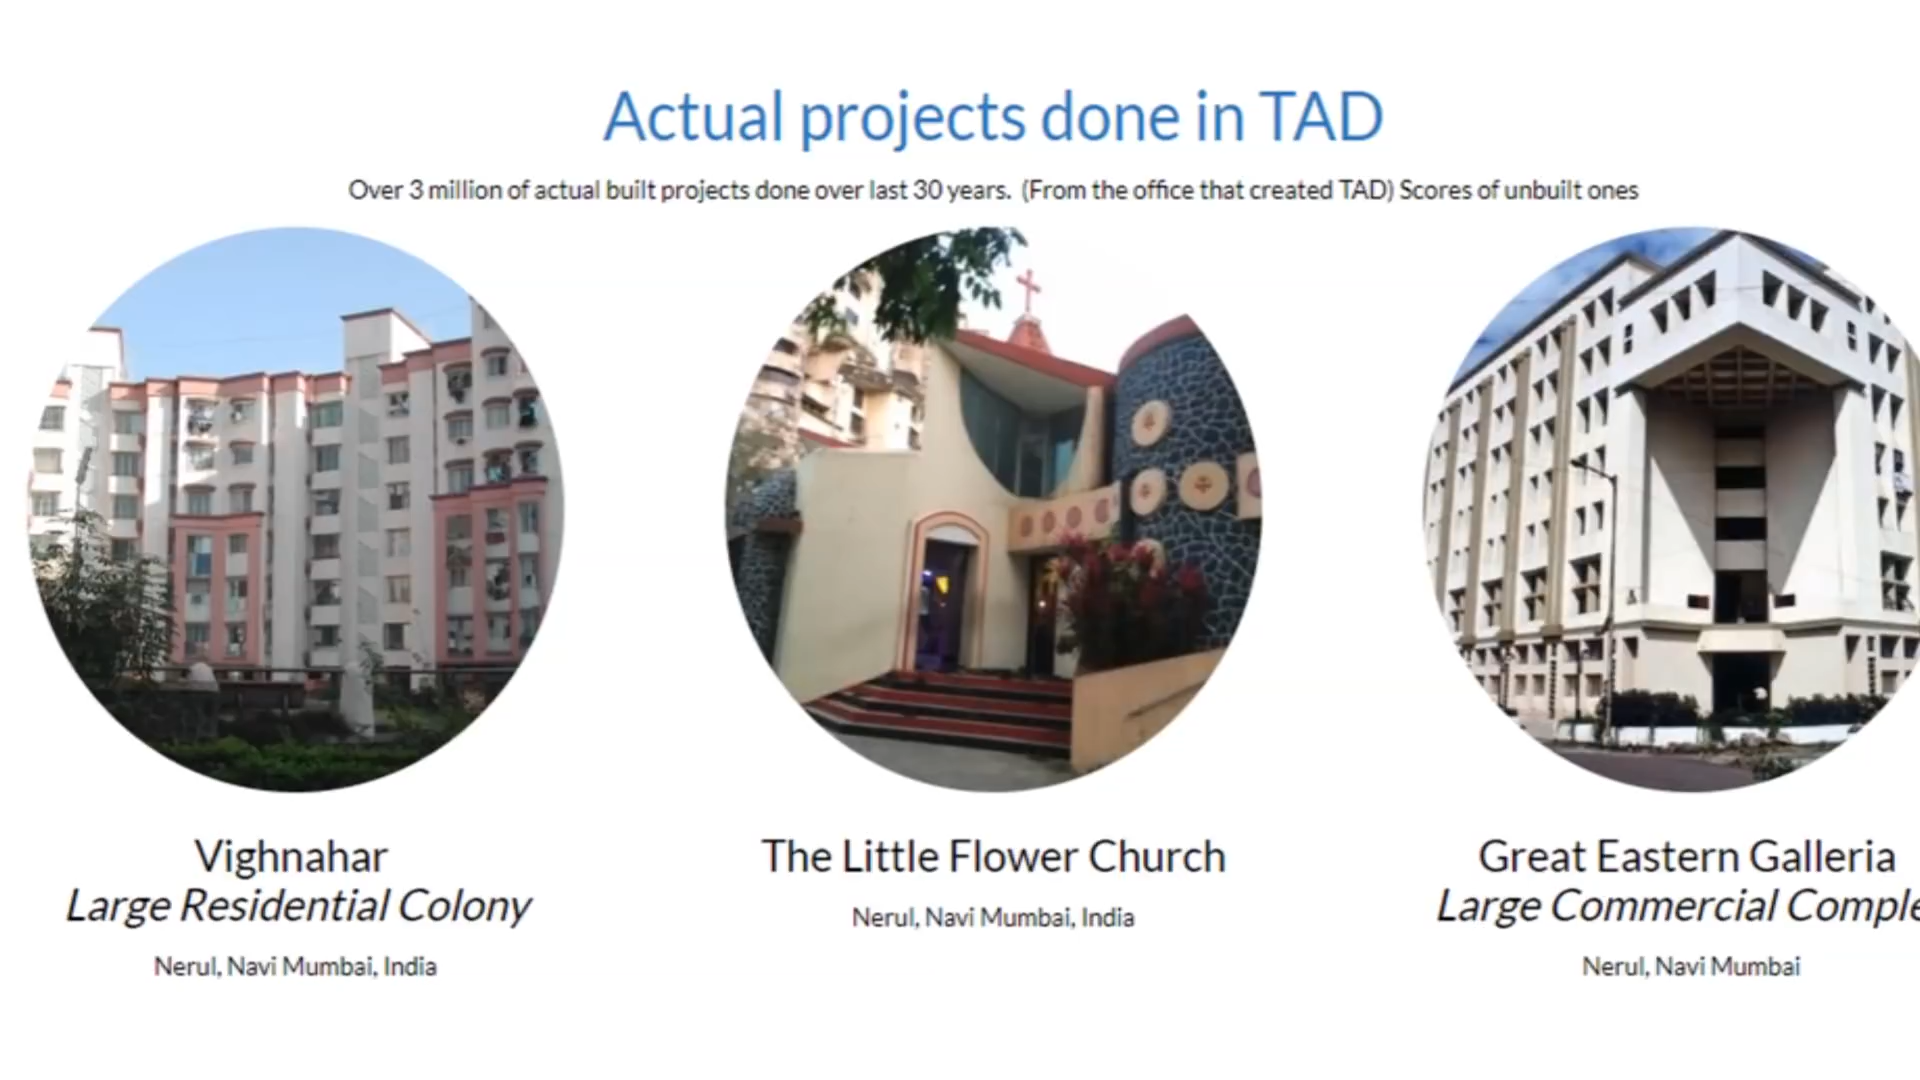 Actual projects done in TAD
Over 3 million of actual built projects done over last 30 years. (From the office that created TAD) Scores of unbuilt ones
Vighnahar
Large Residential Colony
Nerul, Navi Mumbai, India
The Little Flower Church
Nerul, Navi Mumbai, India
Great Eastern Galleria
Large Commercial Comple
Nerul, Navi Mumbai